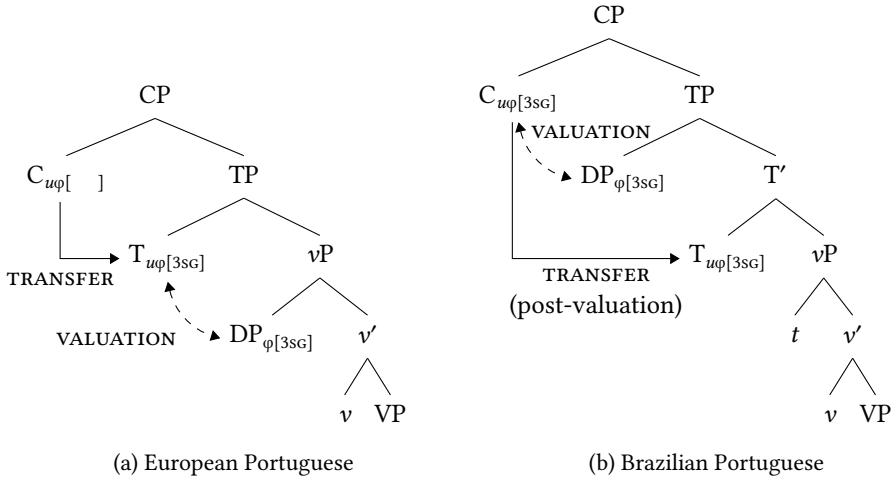 CP
C uφ[ ]
TP
TRANSFER
T uφ[3SG]
vP
VALUATION
DP φ[3SG]
v′
v VP
(a) European Portuguese
CP
C uφ[3SG]
TP
VALUATION
DP φ[3SG]
T′
TRANSFER
(post-valuation)
T uφ[3SG]
vP
t
v′
v VP
(b) Brazilian Portuguese